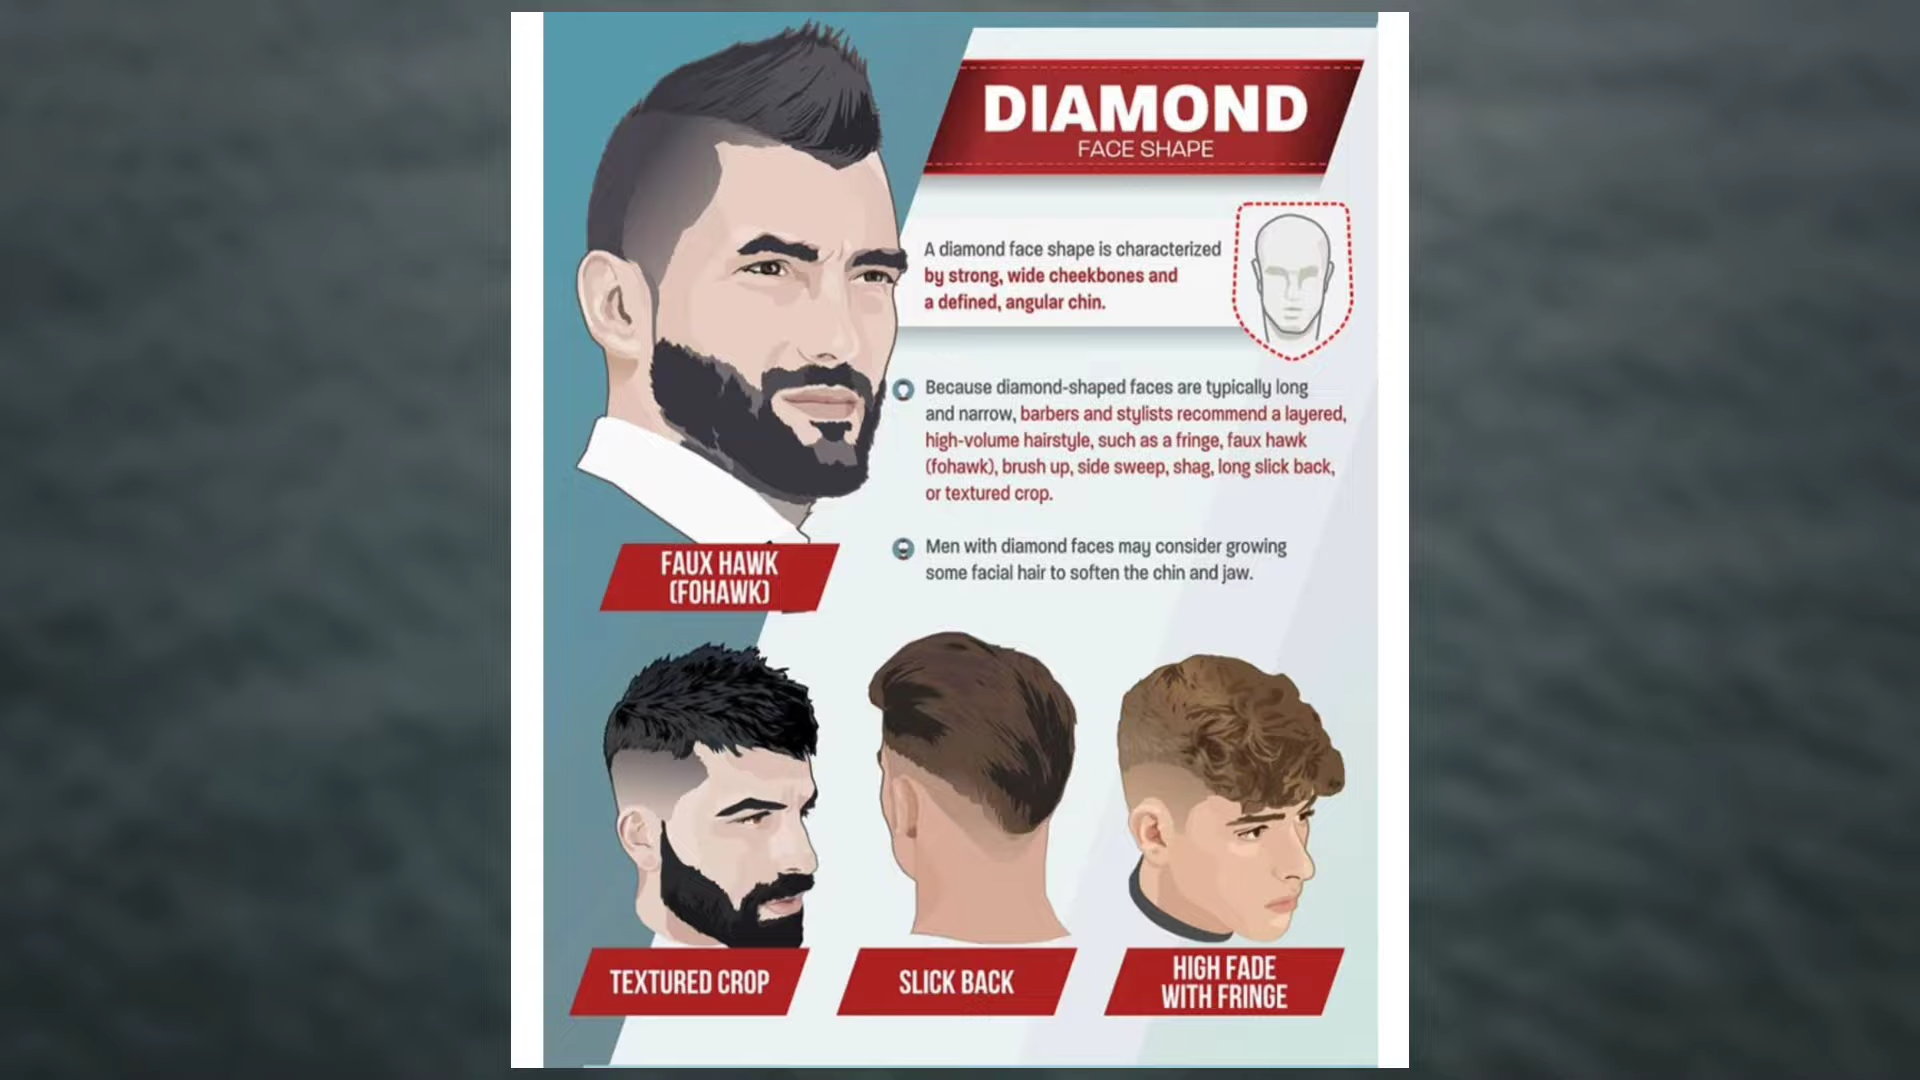 DIAMOND
FACE SHAPE
A diamond face shape is characterized
by strong, wide cheekbones and
a defined, angular chin.
Because diamond-shaped faces are typically long
and narrow, barbers and stylists recommend a layered,
high-volume hairstyle, such as a fringe, faux hawk
(fohawk), brush up, side sweep, shag, long slick back,
or textured crop.
Men with diamond faces may consider growing
some facial hair to soften the chin and jaw.
FAUX HAWK
(FOHAWK)
TEXTURED CROP
SLICK BACK
HIGH FADE
WITH FRINGE